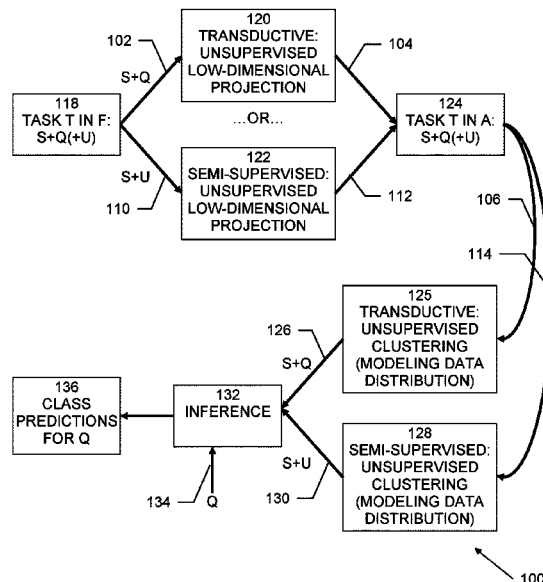 120
TRANSDUCTIVE:
UNSUPERVISED
LOW-DIMENSIONAL
PROJECTION
102
104
S+Q
118
TASK T IN F:
S+Q(+U)
...OR...
124
TASK T IN A:
S+Q(+U)
S+U
122
SEMI-SUPERVISED:
UNSUPERVISED
LOW-DIMENSIONAL
PROJECTION
110
112
106
114
125
TRANSDUCTIVE:
UNSUPERVISED
CLUSTERING
(MODELING DATA
DISTRIBUTION)
126
S+Q
136
CLASS
PREDICTIONS
FOR Q
132
INFERENCE
128
SEMI-SUPERVISED:
UNSUPERVISED
CLUSTERING
(MODELING DATA
DISTRIBUTION)
S+U
134
Q
130
100